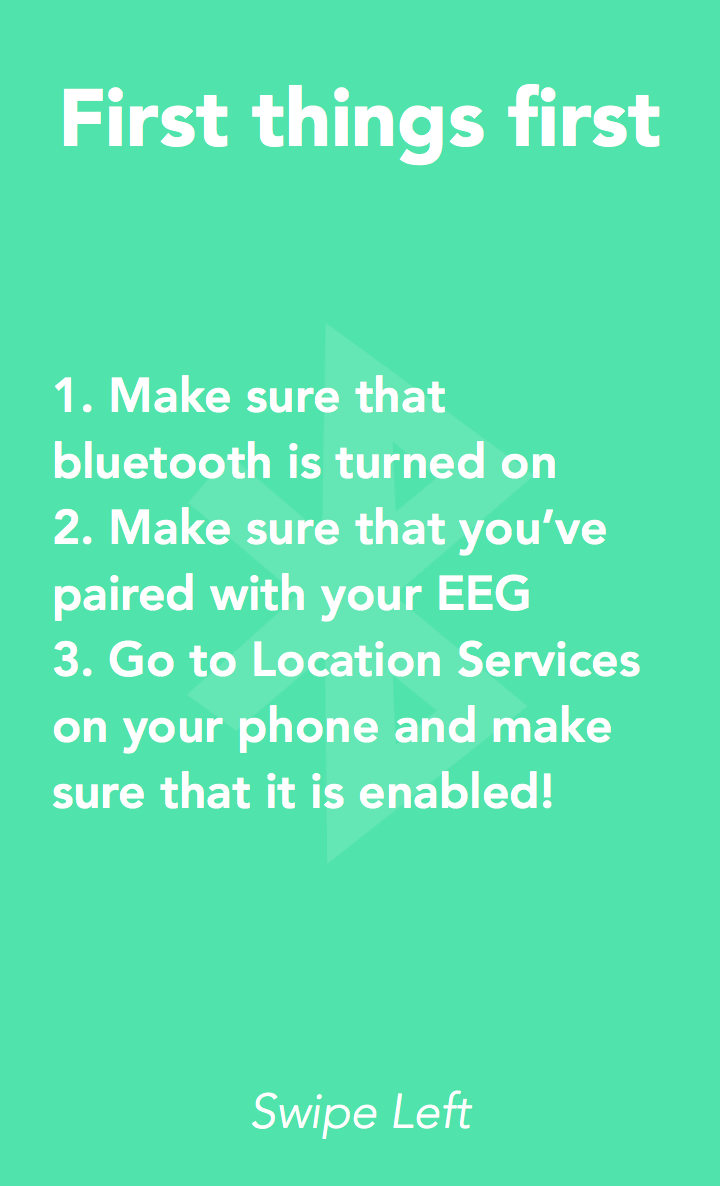 First things first
1. Make sure that
bluetooth is turned on
2. Make sure that you’ve
paired with your EEG
3. Go to Location Services
on your phone and make
sure that it is enabled!
Swipe Left